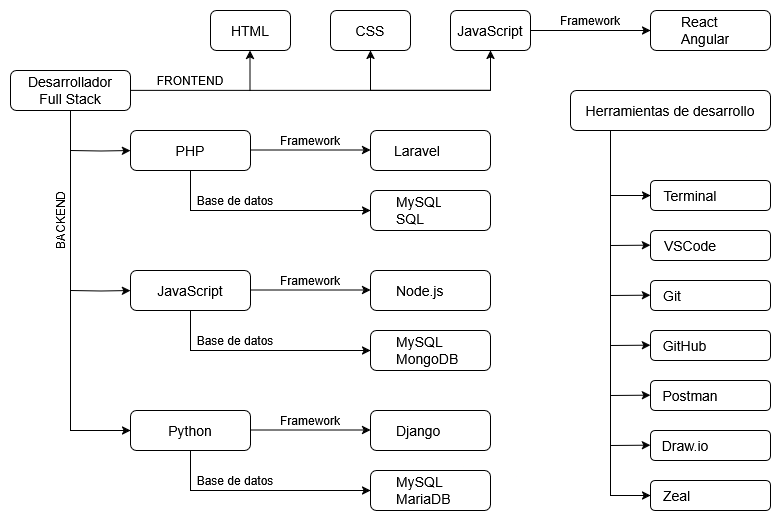 HTML
CSS
JavaScript
Framework
React
Angular
Desarrollador
Full Stack
FRONTEND
Herramientas de desarrollo
BACKEND
PHP
Framework
Laravel
Base de datos
MySQL
SQL
JavaScript
Framework
Node.js
Base de datos
MySQL
MongoDB
Python
Framework
Django
Base de datos
MySQL
MariaDB
Terminal
VSCode
Git
GitHub
Postman
Draw.io
Zeal